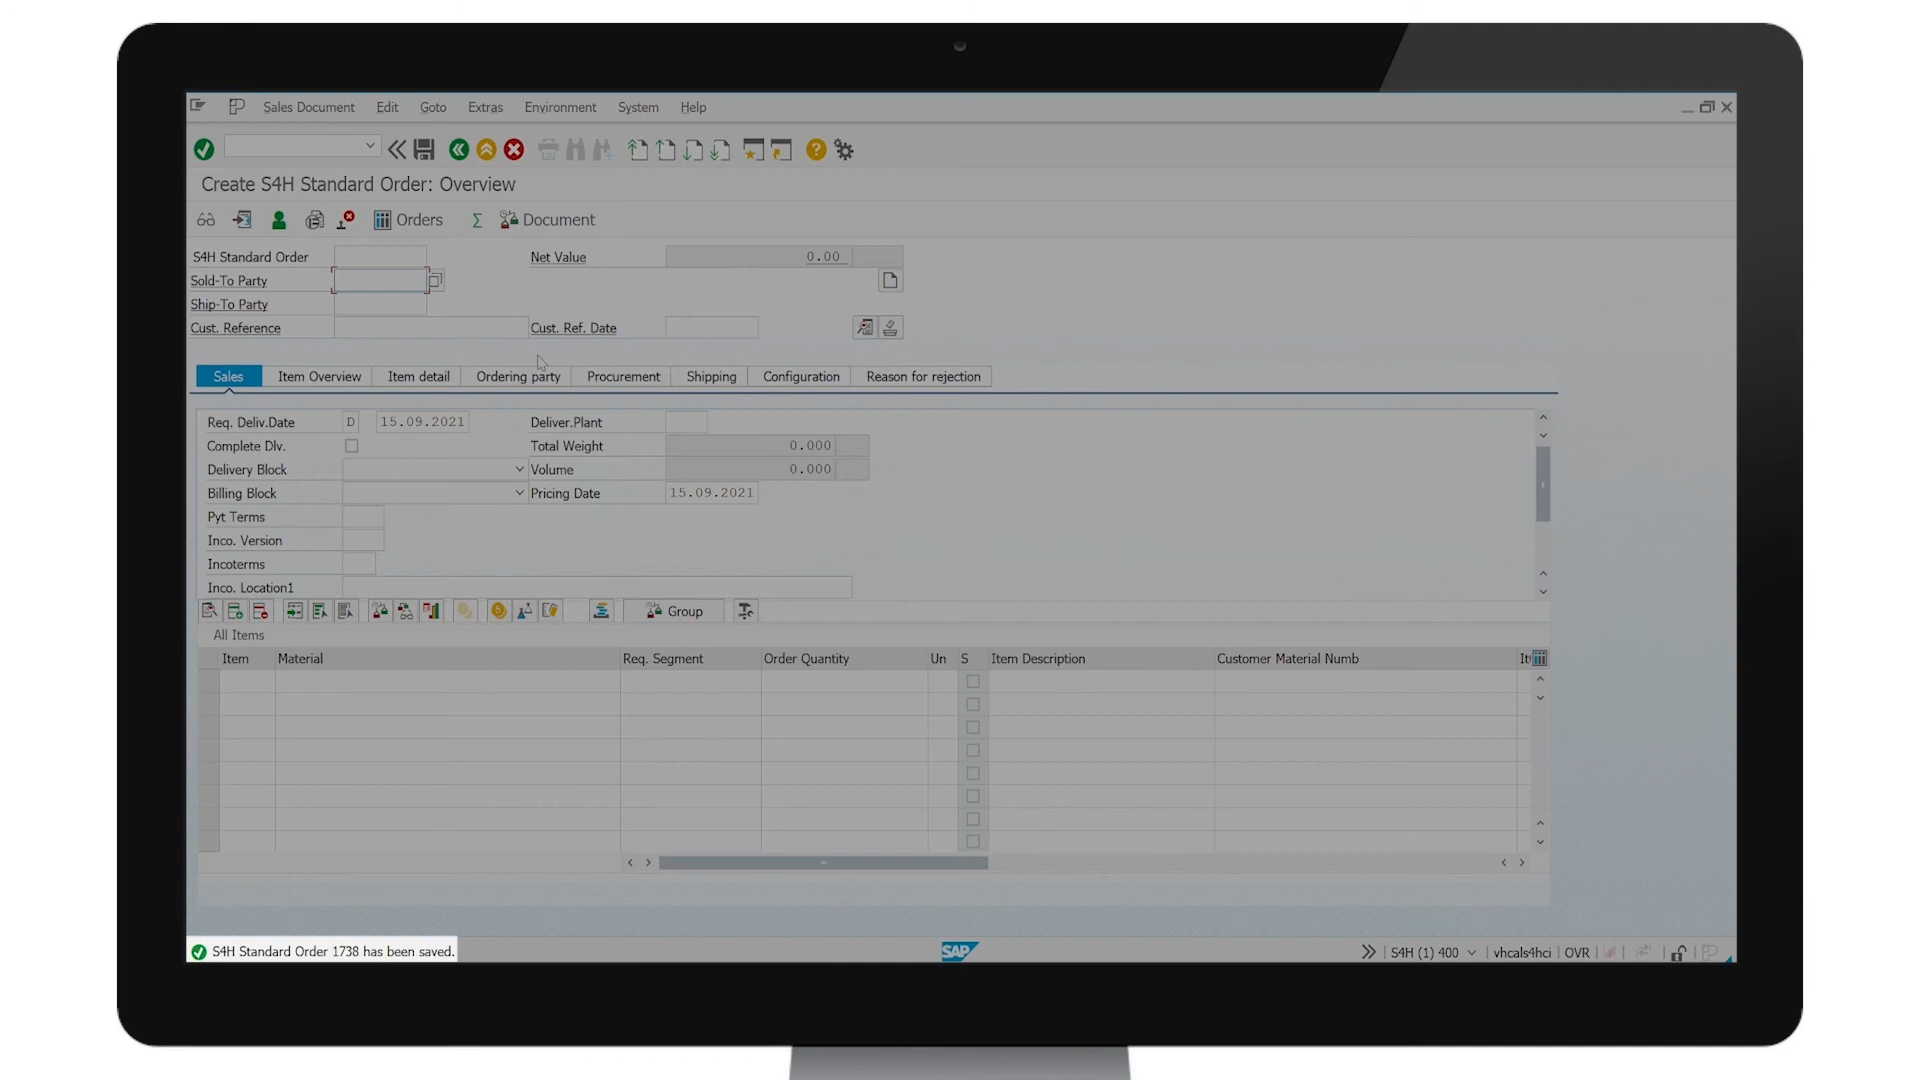 Sales Document Edit Goto Extras Environment System Help
Create S4H Standard Order: Overview
Orders Σ Document
S4H Standard Order Net Value 0.00
Sold-To Party
Ship-To Party
Cust. Reference Cust. Ref. Date
Sales Item Overview Item detail Ordering party Procurement Shipping Configuration Reason for rejection
Req. Deliv.Date D 15.09.2021 Deliver.Plant
Complete Dlv. Total Weight 0.000
Delivery Block Volume 0.000
Billing Block Pricing Date 15.09.2021
Pyt Terms
Inco. Version
Incoterms
Inco. Location1
Group
All Items
Item Material Req. Segment Order Quantity Un S Item Description Customer Material Numb It
S4H Standard Order 1738 has been saved. SAP S4H (1) 400 vhcals4hci OVR